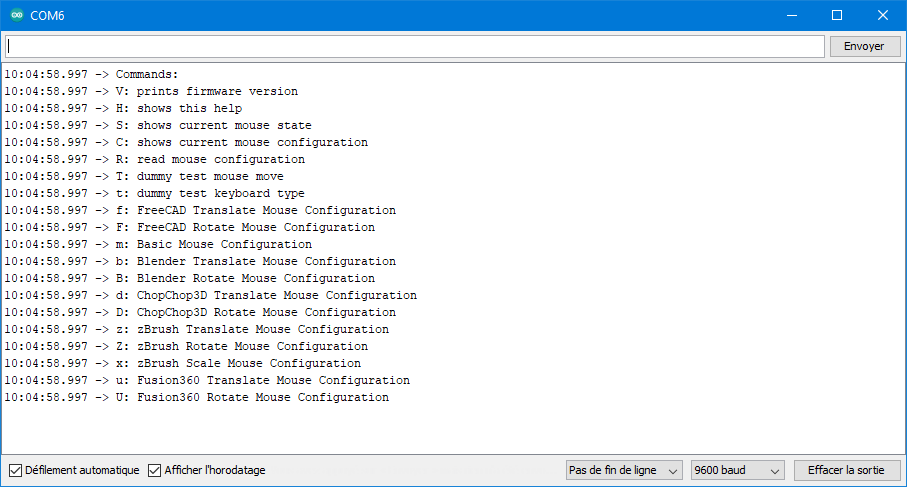 COM6
Envoyer
10:04:58.997 -> Commands:
10:04:58.997 -> V: prints firmware version
10:04:58.997 -> H: shows this help
10:04:58.997 -> S: shows current mouse state
10:04:58.997 -> C: shows current mouse configuration
10:04:58.997 -> R: read mouse configuration
10:04:58.997 -> T: dummy test mouse move
10:04:58.997 -> t: dummy test keyboard type
10:04:58.997 -> f: FreeCAD Translate Mouse Configuration
10:04:58.997 -> F: FreeCAD Rotate Mouse Configuration
10:04:58.997 -> m: Basic Mouse Configuration
10:04:58.997 -> b: Blender Translate Mouse Configuration
10:04:58.997 -> B: Blender Rotate Mouse Configuration
10:04:58.997 -> d: ChopChop3D Translate Mouse Configuration
10:04:58.997 -> D: ChopChop3D Rotate Mouse Configuration
10:04:58.997 -> z: zBrush Translate Mouse Configuration
10:04:58.997 -> Z: zBrush Rotate Mouse Configuration
10:04:58.997 -> x: zBrush Scale Mouse Configuration
10:04:58.997 -> u: Fusion360 Translate Mouse Configuration
10:04:58.997 -> U: Fusion360 Rotate Mouse Configuration
Défilement automatique Afficher l'horodatage Pas de fin de ligne 9600 baud Effacer la sortie